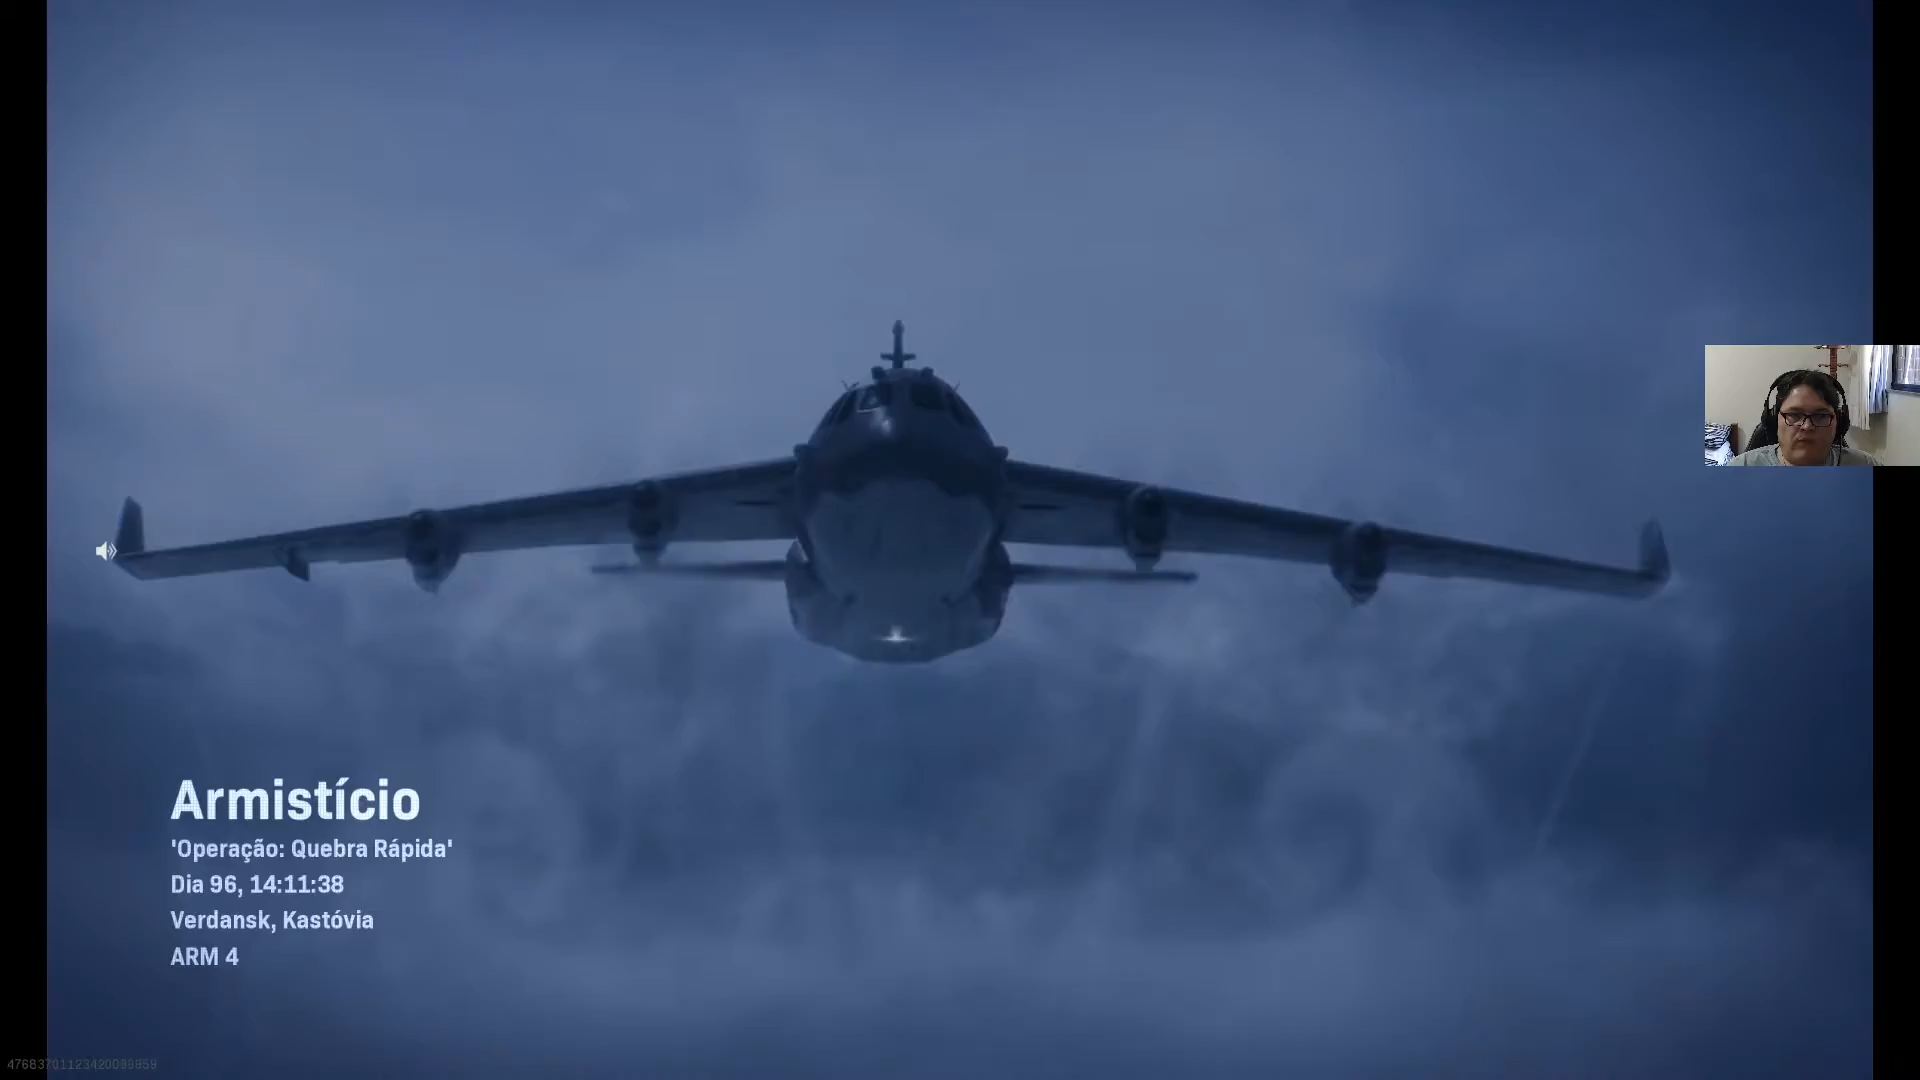 Armistício
'Operação: Quebra Rápida'
Dia 96, 14:11:38
Verdansk, Kastóvia
ARM 4